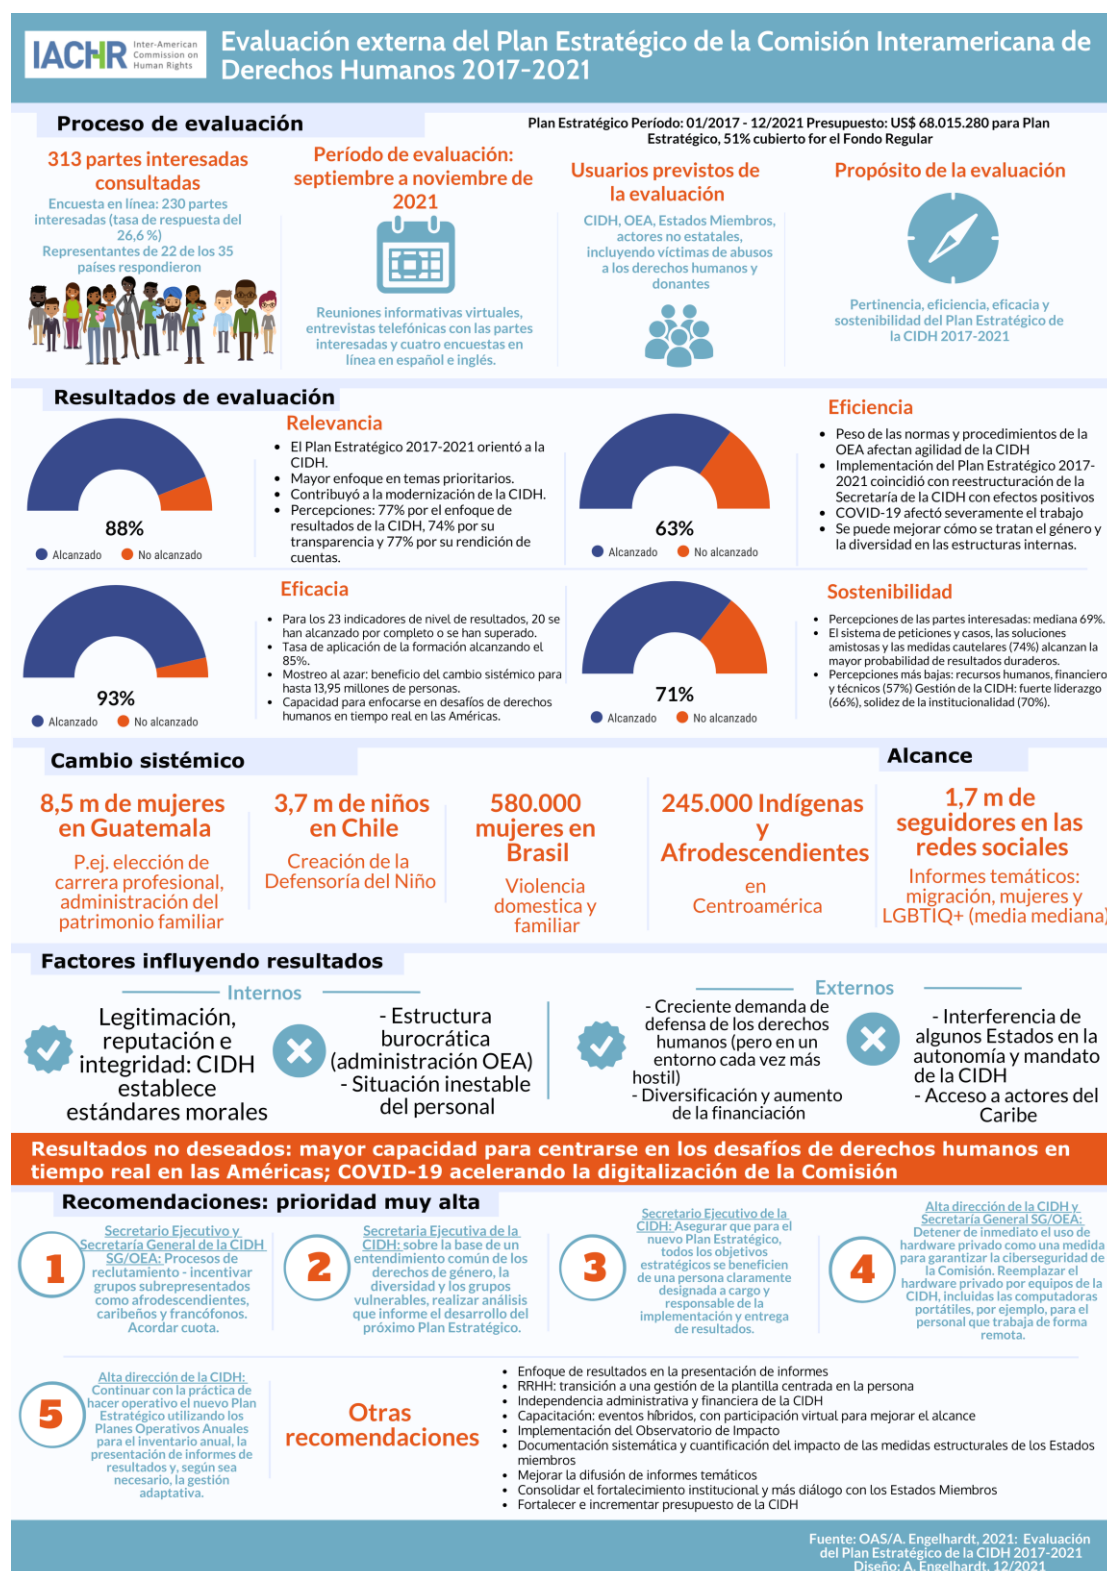 IACHR
Inter-American
Commission on
Human Rights
Evaluación externa del Plan Estratégico de la Comisión Interamericana de
Derechos Humanos 2017-2021
Proceso de evaluación
Plan Estratégico Período: 01/2017 - 12/2021 Presupuesto: US$ 68.015.280 para Plan
Estratégico, 51% cubierto for el Fondo Regular
313 partes interesadas
consultadas
Encuesta en línea: 230 partes
interesadas (tasa de respuesta del
26,6 %)
Representantes de 22 de los 35
países respondieron
Período de evaluación:
septiembre a noviembre de
2021
Reuniones informativas virtuales,
entrevistas telefónicas con las partes
interesadas y cuatro encuestas en
línea en español e inglés.
Usuarios previstos de
la evaluación
CIDH, OEA, Estados Miembros,
actores no estatales,
incluyendo víctimas de abusos
a los derechos humanos y
donantes
Propósito de la evaluación
Pertinencia, eficiencia, eficacia y
sostenibilidad del Plan Estratégico de
la CIDH 2017-2021
Resultados de evaluación
88%
Alcanzado No alcanzado
Relevancia
• El Plan Estratégico 2017-2021 orientó a la
CIDH.
• Mayor enfoque en temas prioritarios.
• Contribuyó a la modernización de la CIDH.
• Percepciones: 77% por el enfoque de
resultados de la CIDH, 74% por su
transparencia y 77% por su rendición de
cuentas.
63%
Alcanzado No alcanzado
Eficiencia
• Peso de las normas y procedimientos de la
OEA afectan agilidad de la CIDH
• Implementación del Plan Estratégico 2017-
2021 coincidió con reestructuración de la
Secretaría de la CIDH con efectos positivos
• COVID-19 afectó severamente el trabajo
• Se puede mejorar cómo se tratan el género y
la diversidad en las estructuras internas.
93%
Alcanzado No alcanzado
Eficacia
• Para los 23 indicadores de nivel de resultados, 20 se
han alcanzado por completo o se han superado.
• Tasa de aplicación de la formación alcanzando el
85%.
• Mostreo al azar: beneficio del cambio sistémico para
hasta 13,95 millones de personas.
• Capacidad para enfocarse en desafíos de derechos
humanos en tiempo real en las Américas.
71%
Alcanzado No alcanzado
Sostenibilidad
• Percepciones de las partes interesadas: mediana 69%.
• El sistema de peticiones y casos, las soluciones
amistosas y las medidas cautelares (74%) alcanzan la
mayor probabilidad de resultados duraderos.
• Percepciones más bajas: recursos humanos, financiero
y técnicos (57%) Gestión de la CIDH: fuerte liderazgo
(66%), solidez de la institucionalidad (70%).
Cambio sistémico
8,5 m de mujeres
en Guatemala
P.ej. elección de
carrera profesional,
administración del
patrimonio familiar
3,7 m de niños
en Chile
Creación de la
Defensoría del Niño
580.000
mujeres en
Brasil
Violencia
domestica y
familiar
245.000 Indígenas
y
Afrodescendientes
en
Centroamérica
Alcance
1,7 m de
seguidores en las
redes sociales
Informes temáticos:
migración, mujeres y
LGBTIQ+ (media mediana)
Factores influyendo resultados
Internos
Legitimación,
reputación e
integridad: CIDH
establece
estándares morales
- Estructura
burocrática
(administración OEA)
- Situación inestable
del personal
Externos
- Creciente demanda de
defensa de los derechos
humanos (pero en un
entorno cada vez más
hostil)
- Diversificación y aumento
de la financiación
- Interferencia de
algunos Estados en la
autonomía y mandato
de la CIDH
- Acceso a actores del
Caribe
Resultados no deseados: mayor capacidad para centrarse en los desafíos de derechos humanos en
tiempo real en las Américas; COVID-19 acelerando la digitalización de la Comisión
Recomendaciones: prioridad muy alta
1
Secretario Ejecutivo y
Secretaría General de la CIDH
SG/OEA: Procesos de
reclutamiento - incentivar
grupos subrepresentados
como afrodescendientes,
caribeños y francófonos.
Acordar cuota.
2
Secretaria Ejecutiva de la
CIDH: sobre la base de un
entendimiento común de los
derechos de género, la
diversidad y los grupos
vulnerables, realizar análisis
que informe el desarrollo del
próximo Plan Estratégico.
3
Secretario Ejecutivo de la
CIDH: Asegurar que para el
nuevo Plan Estratégico,
todos los objetivos
estratégicos se beneficien
de una persona claramente
designada a cargo y
responsable de la
implementación y entrega
de resultados.
4
Alta dirección de la CIDH y
Secretaría General SG/OEA:
Detener de inmediato el uso de
hardware privado como una medida
para garantizar la ciberseguridad de
la Comisión. Reemplazar el
hardware privado por equipos de la
CIDH, incluidas las computadoras
portátiles, por ejemplo, para el
personal que trabaja de forma
remota.
5
Alta dirección de la CIDH:
Continuar con la práctica de
hacer operativo el nuevo Plan
Estratégico utilizando los
Planes Operativos Anuales
para el inventario anual, la
presentación de informes de
resultados y, según sea
necesario, la gestión
adaptativa.
Otras
recomendaciones
• Enfoque de resultados en la presentación de informes
• RRHH: transición a una gestión de la plantilla centrada en la persona
• Independencia administrativa y financiera de la CIDH
• Capacitación: eventos híbridos, con participación virtual para mejorar el alcance
• Implementación del Observatorio de Impacto
• Documentación sistemática y cuantificación del impacto de las medidas estructurales de los Estados
miembros
• Mejorar la difusión de informes temáticos
• Consolidar el fortalecimiento institucional y más diálogo con los Estados Miembros
• Fortalecer e incrementar presupuesto de la CIDH
Fuente: OAS/A. Engelhardt, 2021: Evaluación
del Plan Estratégico de la CIDH 2017-2021
Diseño: A. Engelhardt, 12/2021